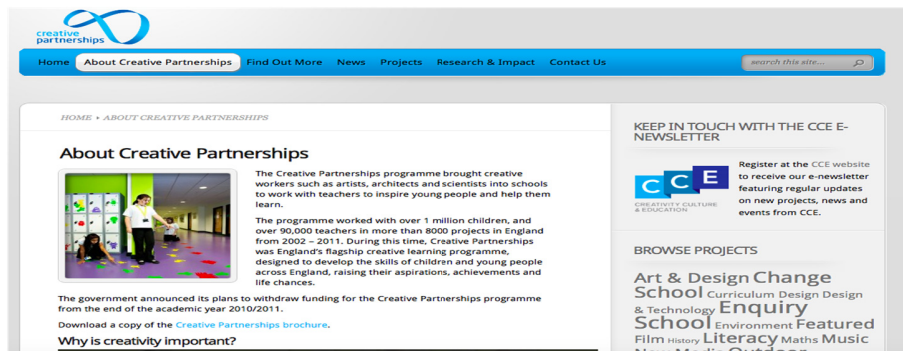 creative
partnerships
Home About Creative Partnerships Find Out More News Projects Research & Impact Contact Us search this site...
HOME ▸ ABOUT CREATIVE PARTNERSHIPS
About Creative Partnerships
The Creative Partnerships programme brought creative
workers such as artists, architects and scientists into schools
to work with teachers to inspire young people and help them
learn.
The programme worked with over 1 million children, and
over 90,000 teachers in more than 8000 projects in England
from 2002 – 2011. During this time, Creative Partnerships
was England's flagship creative learning programme,
designed to develop the skills of children and young people
across England, raising their aspirations, achievements and
life chances.
The government announced its plans to withdraw funding for the Creative Partnerships programme
from the end of the academic year 2010/2011.
Download a copy of the Creative Partnerships brochure.
Why is creativity important?
KEEP IN TOUCH WITH THE CCE E-
NEWSLETTER
CCE
CREATIVITY CULTURE
& EDUCATION
Register at the CCE website
to receive our e-newsletter
featuring regular updates
on new projects, news and
events from CCE.
BROWSE PROJECTS
Art & Design Change
School Curriculum Design Design
& Technology Enquiry
School Environment Featured
Film History Literacy Maths Music
New Media Outdoor